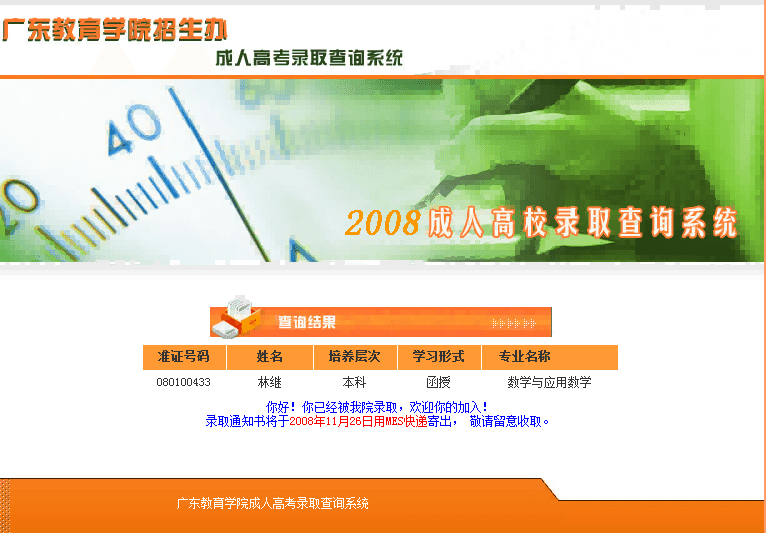 广东教育学院招生办
成人高考录取查询系统
40
60
20
2008成人高校录取查询系统
查询结果
准证号码 姓名 培养层次 学习形式 专业名称
080100433 林继 本科 函授 数学与应用数学
你好！你已经被我院录取，欢迎你的加入！
录取通知书将于2008年11月26日用MES快递寄出， 敬请留意收取。
广东教育学院成人高考录取查询系统